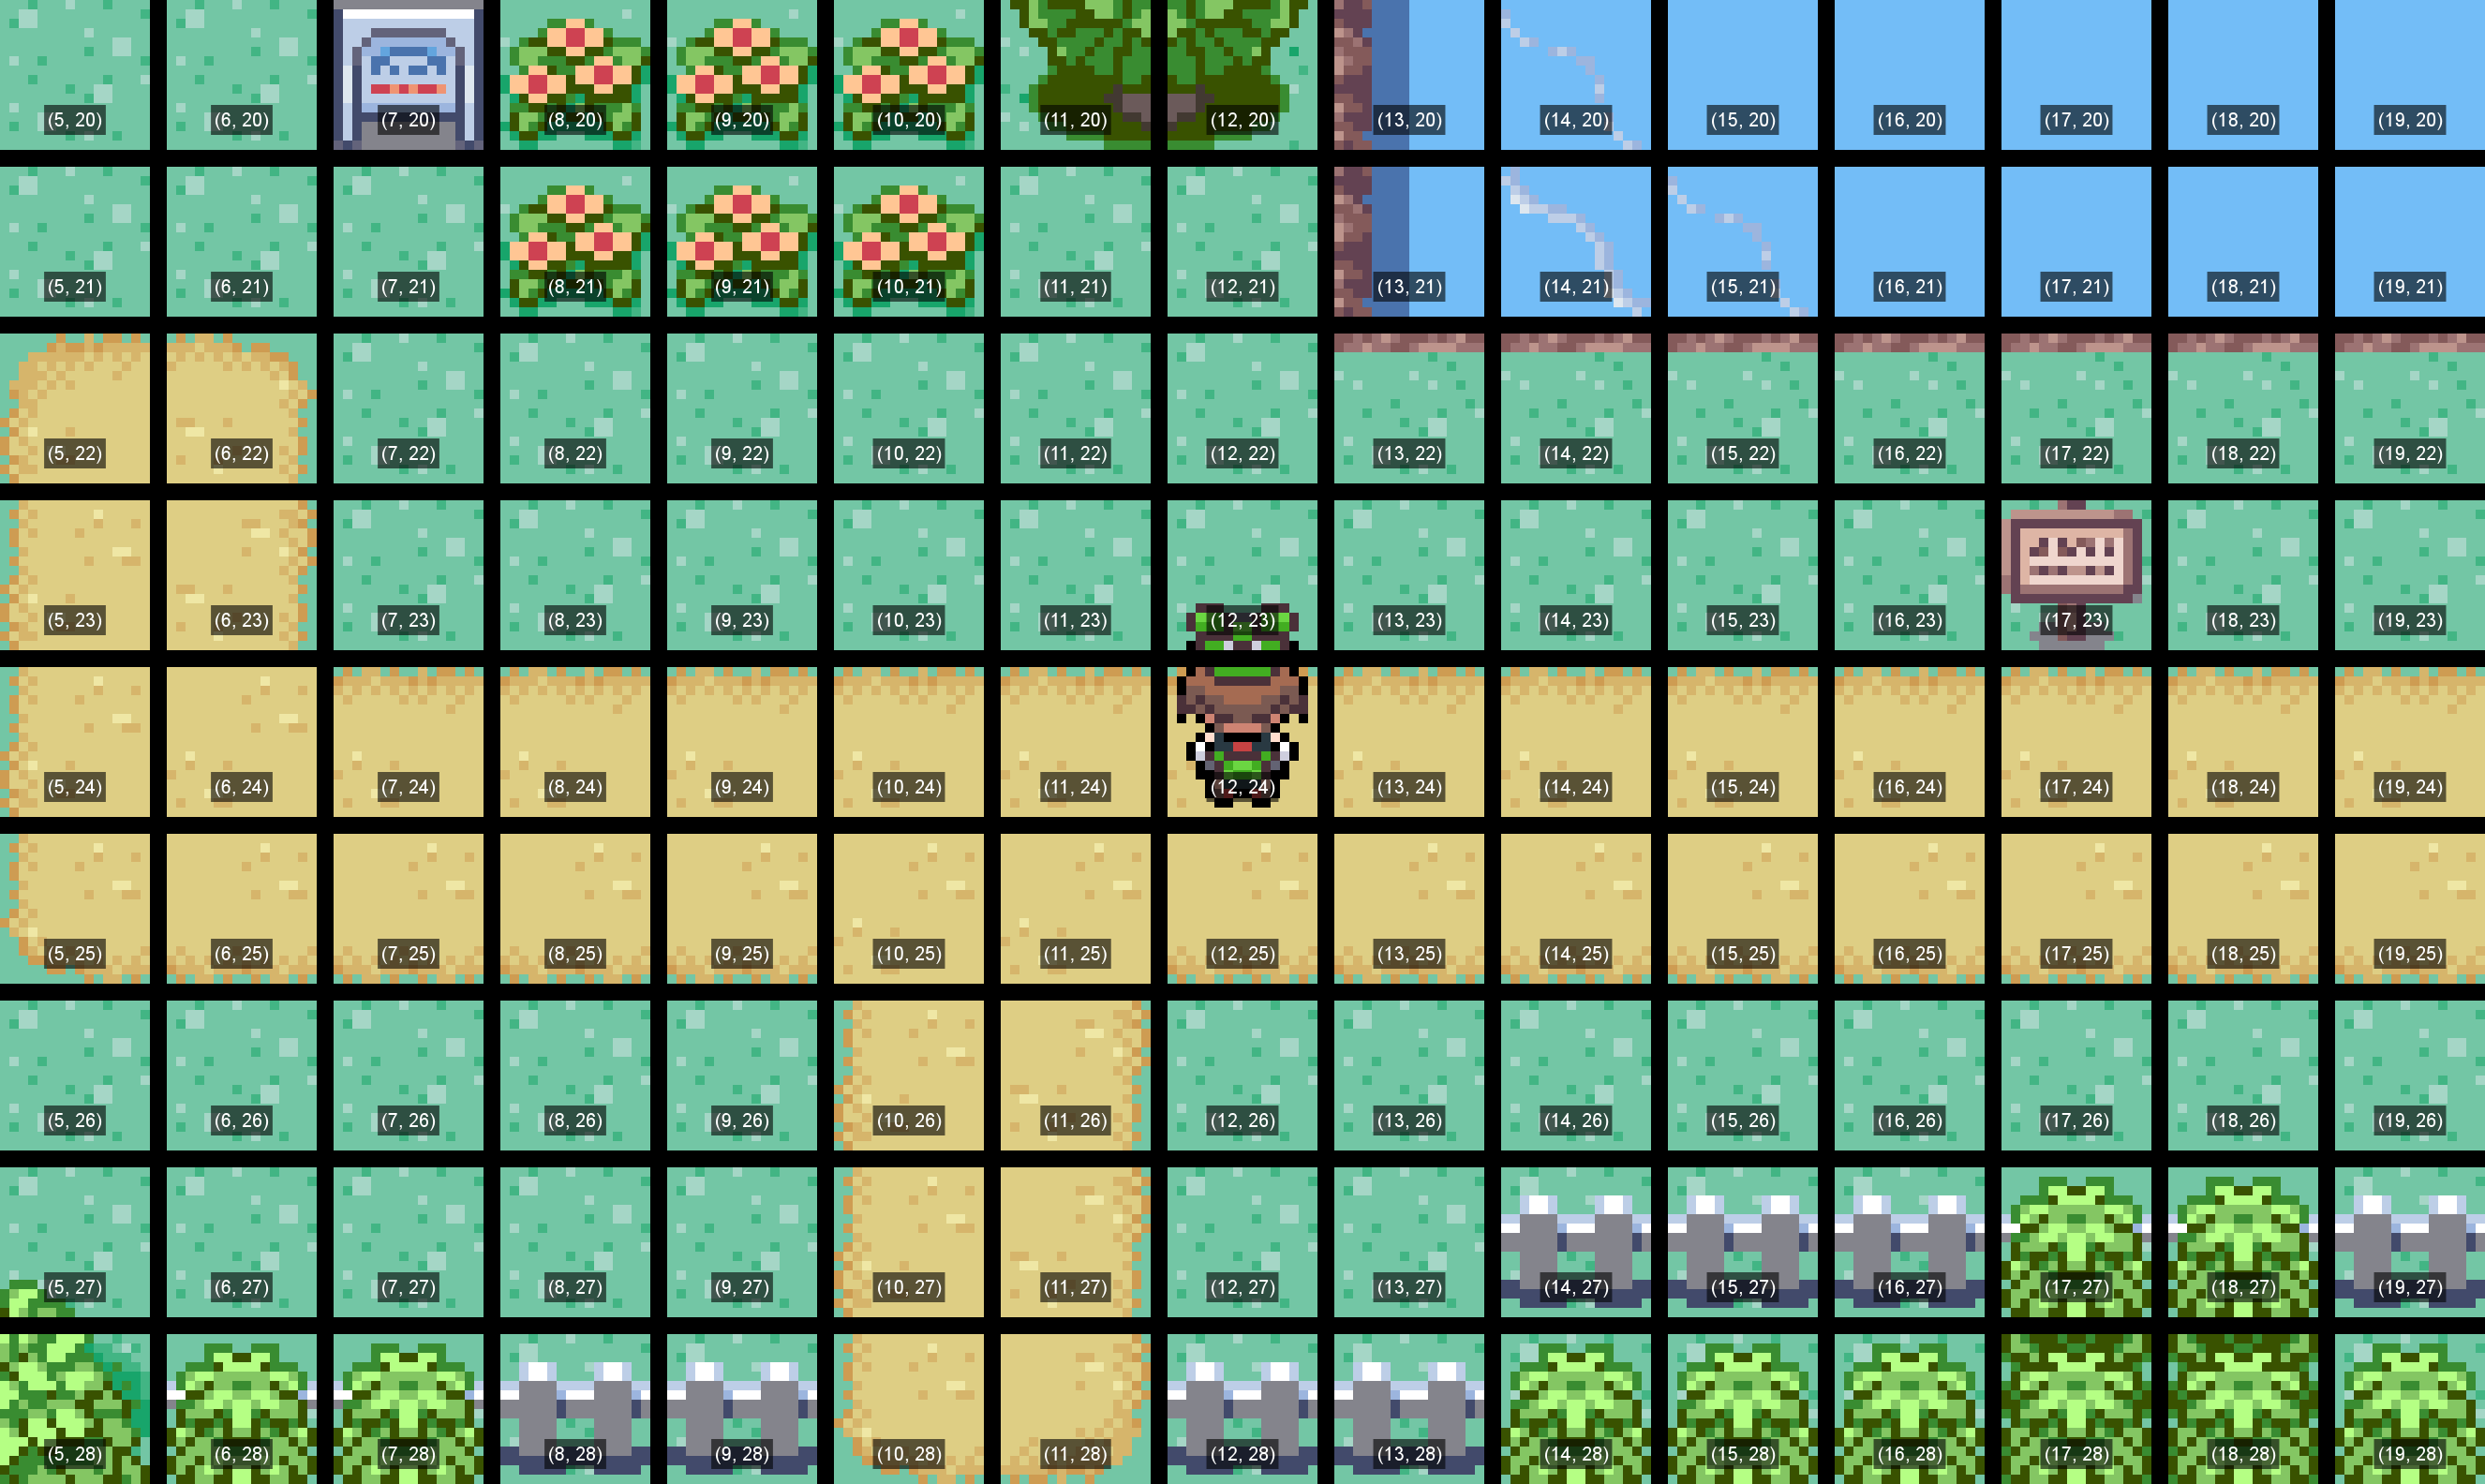 (5, 20) (6, 20) (7, 20) (8, 20) (9, 20) (10, 20) (11, 20) (12, 20) (13, 20) (14, 20) (15, 20) (16, 20) (17, 20) (18, 20) (19, 20)
(5, 21) (6, 21) (7, 21) (8, 21) (9, 21) (10, 21) (11, 21) (12, 21) (13, 21) (14, 21) (15, 21) (16, 21) (17, 21) (18, 21) (19, 21)
(5, 22) (6, 22) (7, 22) (8, 22) (9, 22) (10, 22) (11, 22) (12, 22) (13, 22) (14, 22) (15, 22) (16, 22) (17, 22) (18, 22) (19, 22)
(5, 23) (6, 23) (7, 23) (8, 23) (9, 23) (10, 23) (11, 23) (12, 23) (13, 23) (14, 23) (15, 23) (16, 23) (17, 23) (18, 23) (19, 23)
(5, 24) (6, 24) (7, 24) (8, 24) (9, 24) (10, 24) (11, 24) (12, 24) (13, 24) (14, 24) (15, 24) (16, 24) (17, 24) (18, 24) (19, 24)
(5, 25) (6, 25) (7, 25) (8, 25) (9, 25) (10, 25) (11, 25) (12, 25) (13, 25) (14, 25) (15, 25) (16, 25) (17, 25) (18, 25) (19, 25)
(5, 26) (6, 26) (7, 26) (8, 26) (9, 26) (10, 26) (11, 26) (12, 26) (13, 26) (14, 26) (15, 26) (16, 26) (17, 26) (18, 26) (19, 26)
(5, 27) (6, 27) (7, 27) (8, 27) (9, 27) (10, 27) (11, 27) (12, 27) (13, 27) (14, 27) (15, 27) (16, 27) (17, 27) (18, 27) (19, 27)
(5, 28) (6, 28) (7, 28) (8, 28) (9, 28) (10, 28) (11, 28) (12, 28) (13, 28) (14, 28) (15, 28) (16, 28) (17, 28) (18, 28) (19, 28)